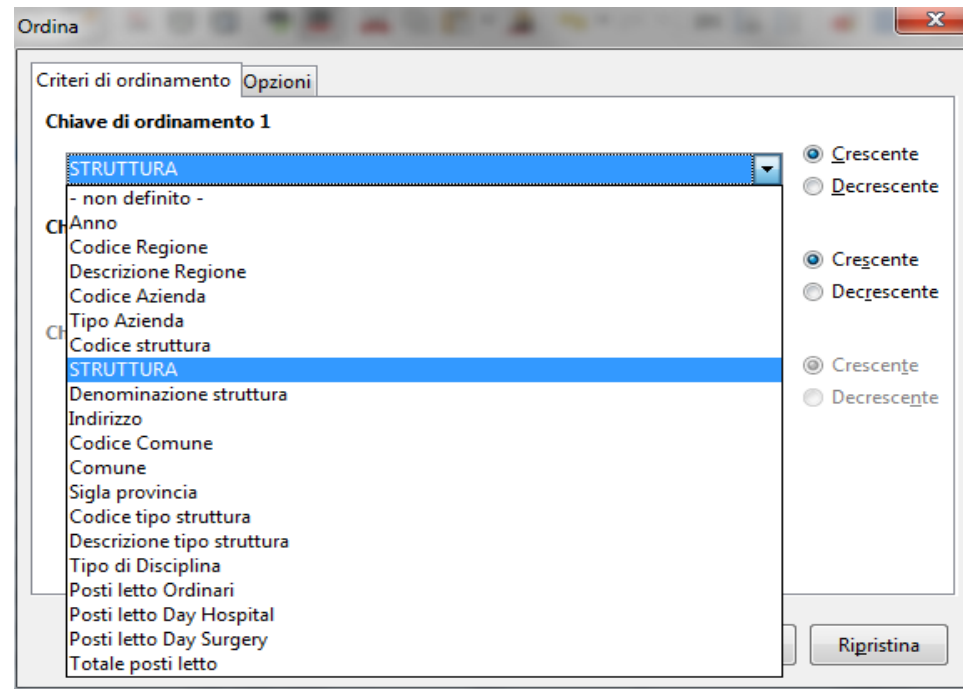 Ordina
Criteri di ordinamento
Opzioni
Chiave di ordinamento 1
STRUTTURA
Crescente
Decrescente
- non definito -
Anno
Codice Regione
Descrizione Regione
Codice Azienda
Tipo Azienda
Codice struttura
STRUTTURA
Denominazione struttura
Indirizzo
Codice Comune
Comune
Sigla provincia
Codice tipo struttura
Descrizione tipo struttura
Tipo di Disciplina
Posti letto Ordinari
Posti letto Day Hospital
Posti letto Day Surgery
Totale posti letto
Ch
Crescente
Decrescente
Ch
Crescente
Decrescente
Ripristina